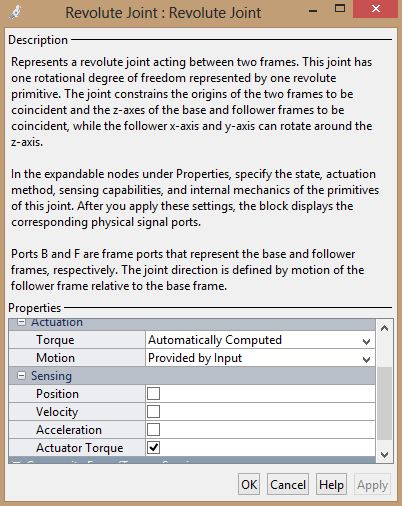 Revolute Joint : Revolute Joint
Description
Represents a revolute joint acting between two frames. This joint has
one rotational degree of freedom represented by one revolute
primitive. The joint constrains the origins of the two frames to be
coincident and the z-axes of the base and follower frames to be
coincident, while the follower x-axis and y-axis can rotate around the
z-axis.
In the expandable nodes under Properties, specify the state, actuation
method, sensing capabilities, and internal mechanics of the primitives
of this joint. After you apply these settings, the block displays the
corresponding physical signal ports.
Ports B and F are frame ports that represent the base and follower
frames, respectively. The joint direction is defined by motion of the
follower frame relative to the base frame.
Properties
Actuation
Torque Automatically Computed
Motion Provided by Input
Sensing
Position
Velocity
Acceleration
Actuator Torque
OK Cancel Help Apply